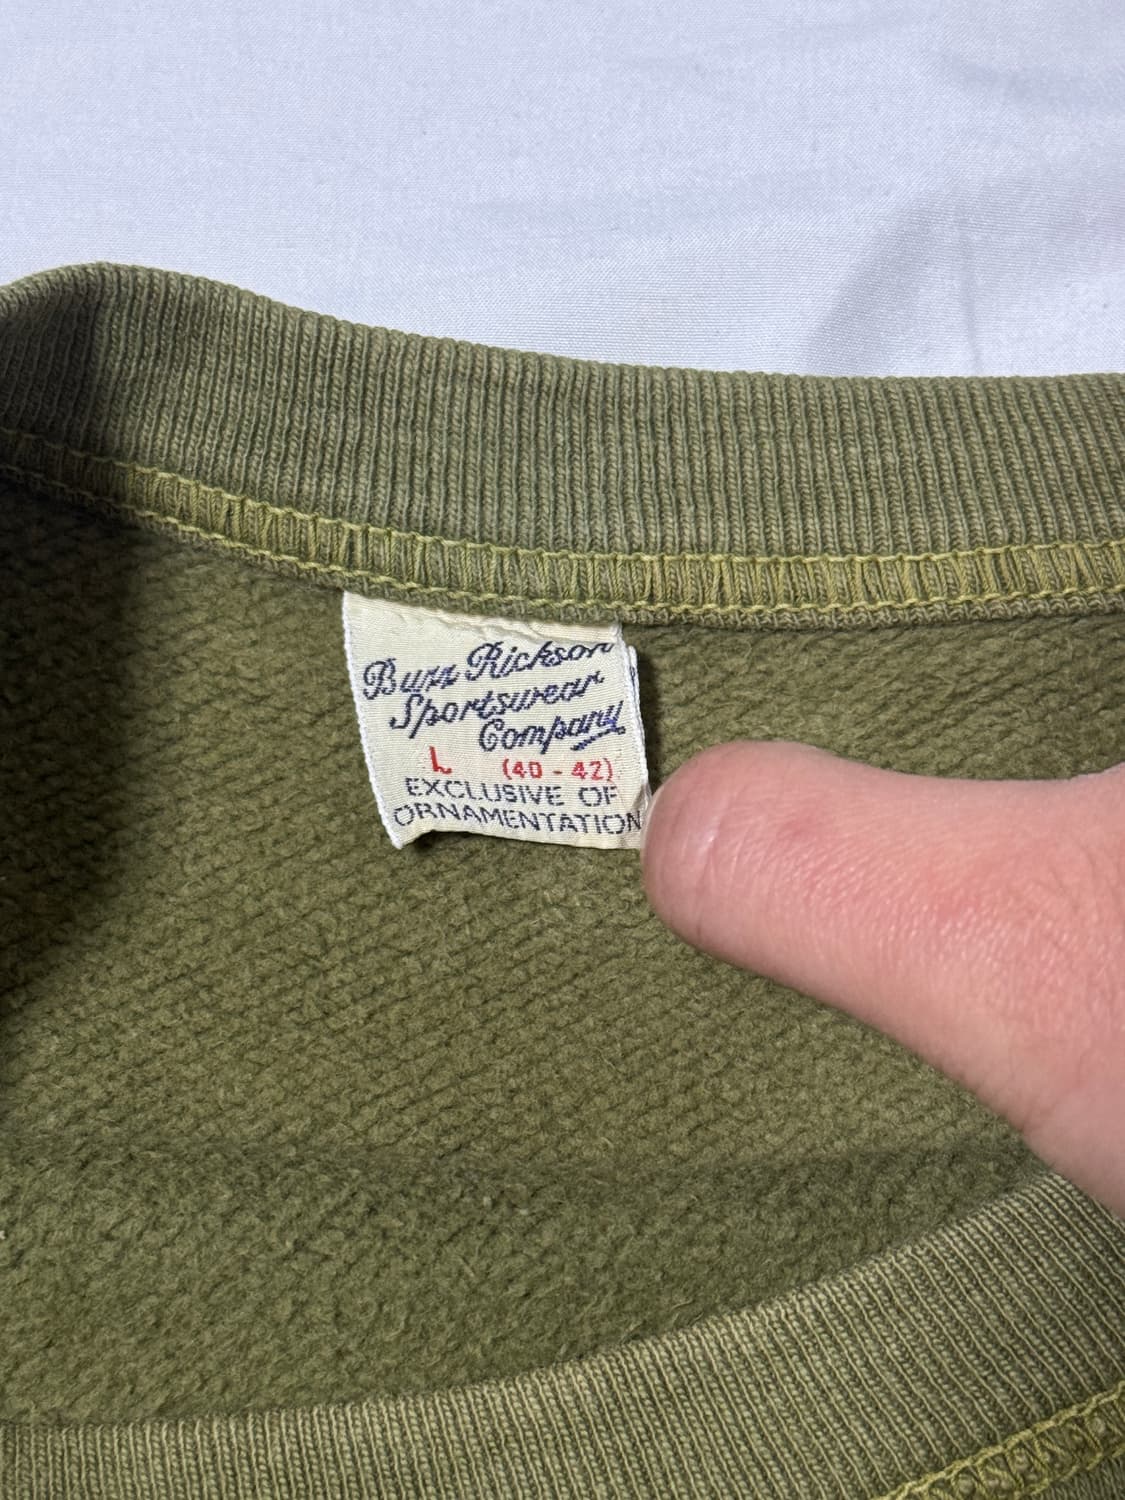 Buzz Rickson
Sportswear
Company
L (40 - 42)
EXCLUSIVE OF
ORNAMENTATION